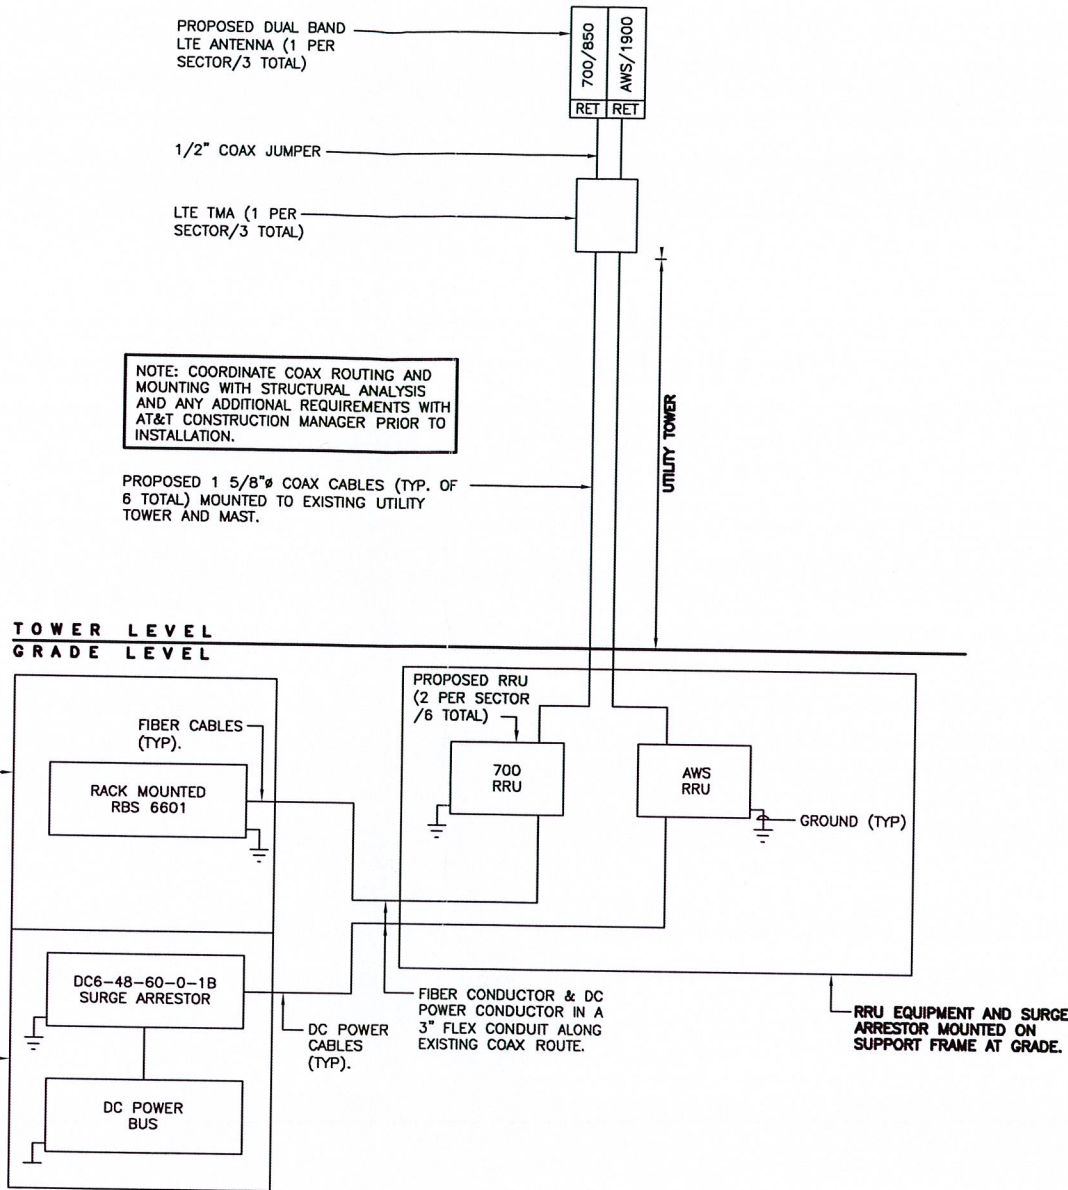 PROPOSED DUAL BAND
LTE ANTENNA (1 PER
SECTOR/3 TOTAL)
700/850
AWS/1900
RET
RET
1/2" COAX JUMPER
LTE TMA (1 PER
SECTOR/3 TOTAL)
NOTE: COORDINATE COAX ROUTING AND
MOUNTING WITH STRUCTURAL ANALYSIS
AND ANY ADDITIONAL REQUIREMENTS WITH
AT&T CONSTRUCTION MANAGER PRIOR TO
INSTALLATION.
UTILITY TOWER
PROPOSED 1 5/8"ø COAX CABLES (TYP. OF
6 TOTAL) MOUNTED TO EXISTING UTILITY
TOWER AND MAST.
TOWER LEVEL
GRADE LEVEL
PROPOSED RRU
(2 PER SECTOR
/6 TOTAL)
FIBER CABLES
(TYP).
RACK MOUNTED
RBS 6601
700
RRU
AWS
RRU
GROUND (TYP)
DC6-48-60-0-1B
SURGE ARRESTOR
DC POWER
CABLES
(TYP).
FIBER CONDUCTOR & DC
POWER CONDUCTOR IN A
3" FLEX CONDUIT ALONG
EXISTING COAX ROUTE.
RRU EQUIPMENT AND SURGE
ARRESTOR MOUNTED ON
SUPPORT FRAME AT GRADE.
DC POWER
BUS